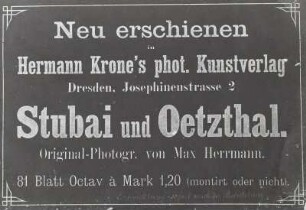 Neu erschienen
in
Hermann Krone's phot. Kunstverlag
Dresden, Josephinenstrasse 2
Stubai und Oetzthal.
Original-Photogr. von Max Herrmann.
81 Blatt Octav à Mark 1,20 (montirt oder nicht).